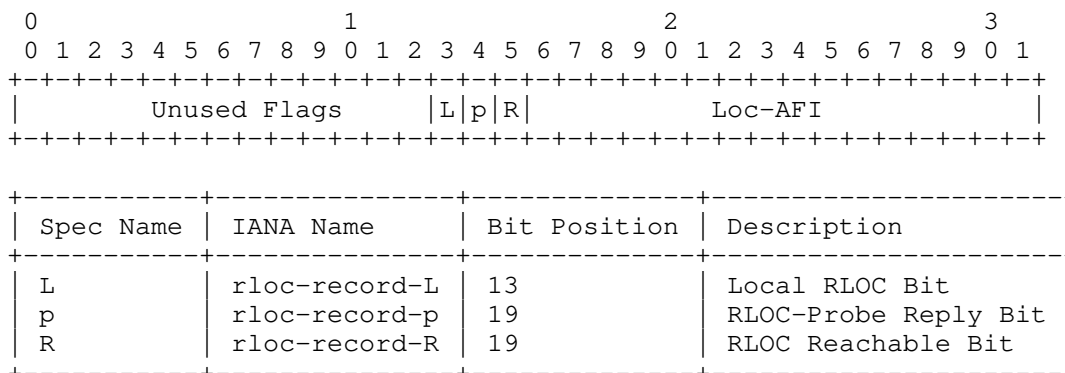 0                   1                   2                   3
 0 1 2 3 4 5 6 7 8 9 0 1 2 3 4 5 6 7 8 9 0 1 2 3 4 5 6 7 8 9 0 1
+-+-+-+-+-+-+-+-+-+-+-+-+-+-+-+-+-+-+-+-+-+-+-+-+-+-+-+-+-+-+-+-+
|        Unused Flags     |L|p|R|           Loc-AFI             |
+-+-+-+-+-+-+-+-+-+-+-+-+-+-+-+-+-+-+-+-+-+-+-+-+-+-+-+-+-+-+-+-+
+-----------+---------------+--------------+----------------------
| Spec Name | IANA Name     | Bit Position | Description
+-----------+---------------+--------------+----------------------
| L         | rloc-record-L | 13           | Local RLOC Bit
| p         | rloc-record-p | 19           | RLOC-Probe Reply Bit
| R         | rloc-record-R | 19           | RLOC Reachable Bit
+-----------+---------------+--------------+----------------------